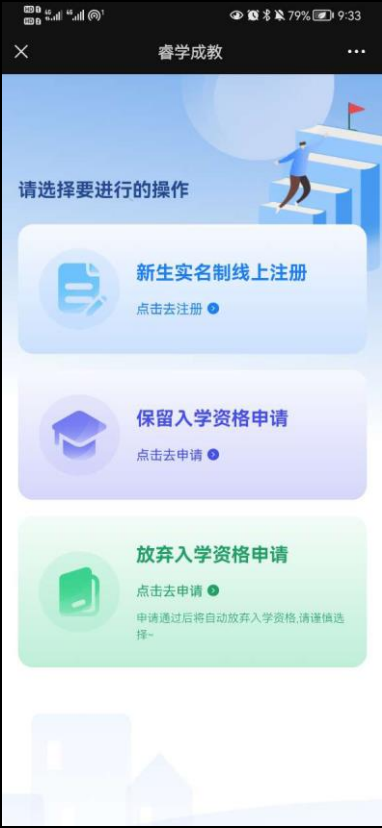 79% 9:33
睿学成教
请选择要进行的操作
新生实名制线上注册
点击去注册
保留入学资格申请
点击去申请
放弃入学资格申请
点击去申请
申请通过后将自动放弃入学资格,请谨慎选
择~